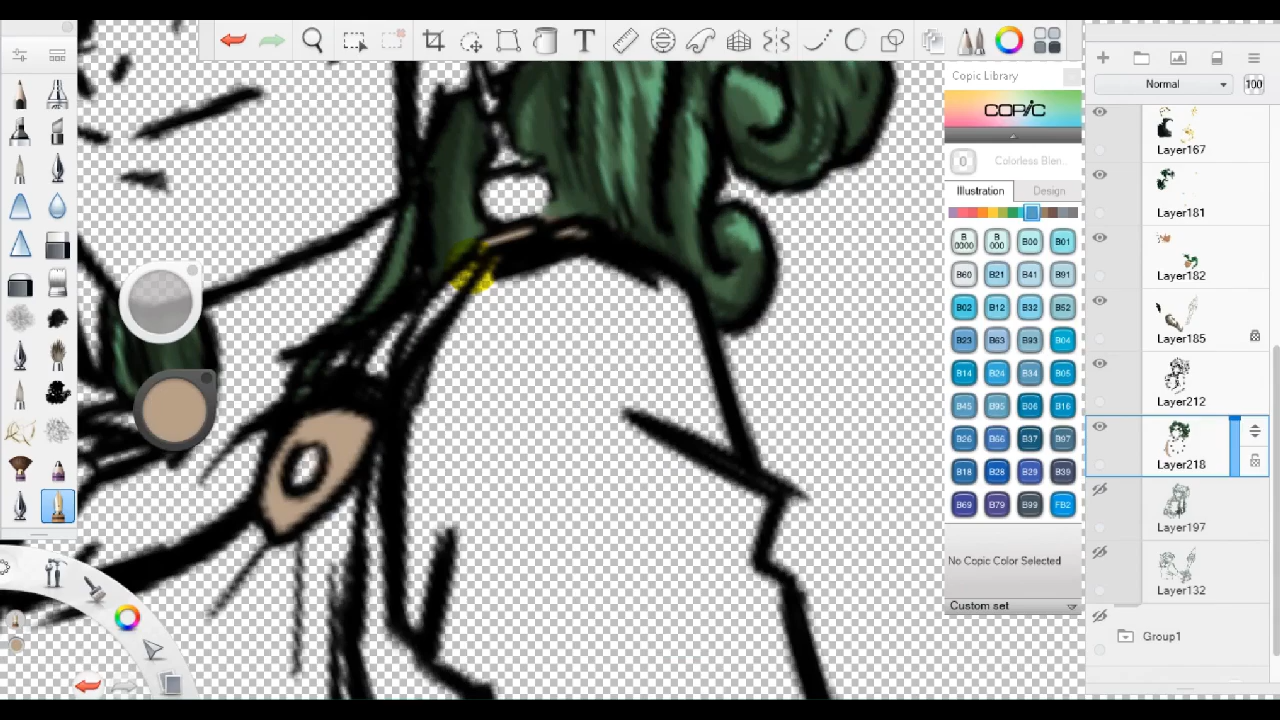 Copic Library
COPIC
0 Colorless Blen..
Illustration Design
B 0000 B 000 B00 B01
B60 B21 B41 B91
B02 B12 B32 B52
B23 B63 B93 B04
B14 B24 B34 B05
B45 B95 B06 B16
B26 B66 B37 B97
B18 B28 B29 B39
B69 B79 B99 FB2
No Copic Color Selected
Custom set
Normal 100
Layer167
Layer181
Layer182
Layer185
Layer212
Layer218
Layer197
Layer132
Group1